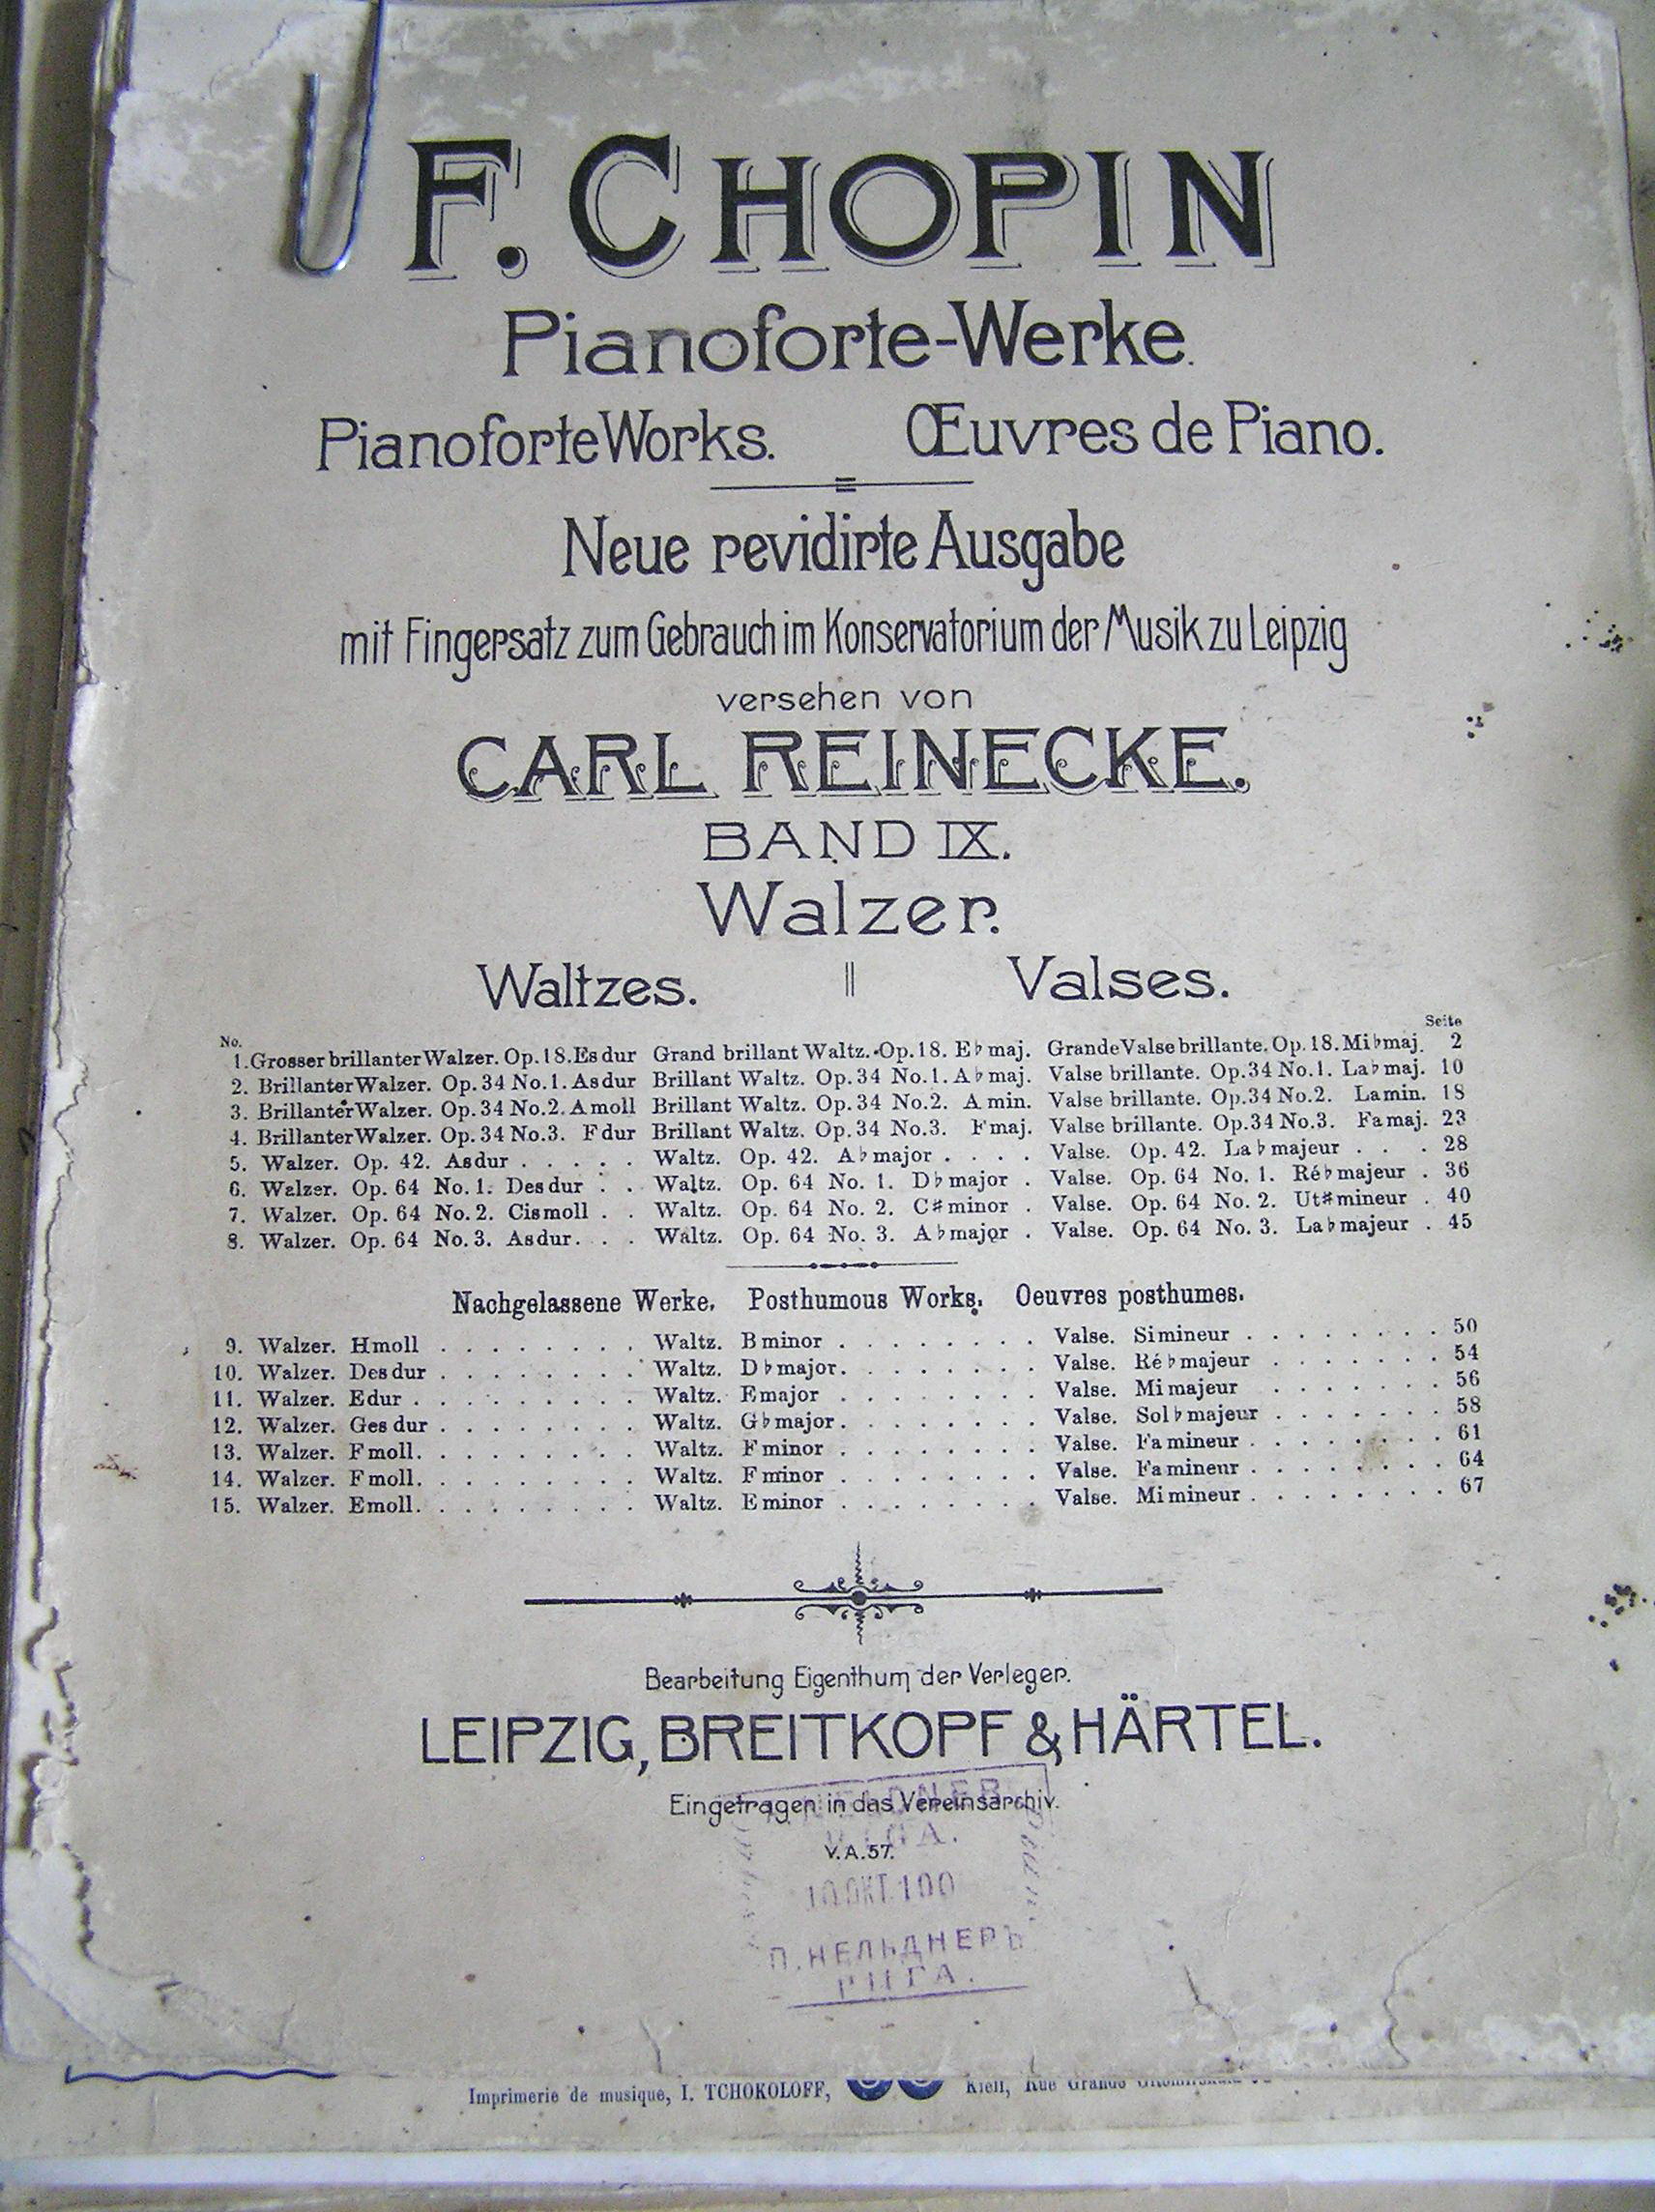 F. CHOPIN
Pianoforte-Werke.
Pianoforte Works. Œuvres de Piano.
Neue revidirte Ausgabe
mit Fingersatz zum Gebrauch im Konservatorium der Musik zu Leipzig
versehen von
CARL REINECKE.
BAND IX.
Walzer.
Waltzes. Valses.
No. Seite
1. Grosser brillanter Walzer. Op. 18. Es dur Grand brillant Waltz. Op. 18. E♭ maj. Grande Valse brillante. Op. 18. Mi♭ maj. 2
2. Brillanter Walzer. Op. 34 No. 1. As dur Brillant Waltz. Op. 34 No. 1. A♭ maj. Valse brillante. Op. 34 No. 1. La♭ maj. 10
3. Brillanter Walzer. Op. 34 No. 2. A moll Brillant Waltz. Op. 34 No. 2. A min. Valse brillante. Op. 34 No. 2. La min. 18
4. Brillanter Walzer. Op. 34 No. 3. F dur Brillant Waltz. Op. 34 No. 3. F maj. Valse brillante. Op. 34 No. 3. Fa maj. 23
5. Walzer. Op. 42. As dur . . . . . Waltz. Op. 42. A♭ major . . . . Valse. Op. 42. La♭ majeur . . . 28
6. Walzer. Op. 64 No. 1. Des dur . . Waltz. Op. 64 No. 1. D♭ major . Valse. Op. 64 No. 1. Ré♭ majeur . 36
7. Walzer. Op. 64 No. 2. Cis moll . . Waltz. Op. 64 No. 2. C♯ minor . Valse. Op. 64 No. 2. Ut♯ mineur . 40
8. Walzer. Op. 64 No. 3. As dur . . . Waltz. Op. 64 No. 3. A♭ major . Valse. Op. 64 No. 3. La♭ majeur . 45
Nachgelassene Werke. Posthumous Works. Oeuvres posthumes.
9. Walzer. H moll . . . . . . . . Waltz. B minor . . . . . . . . Valse. Si mineur . . . . . . . . 50
10. Walzer. Des dur . . . . . . . . Waltz. D♭ major . . . . . . . . Valse. Ré♭ majeur . . . . . . . 54
11. Walzer. E dur . . . . . . . . . Waltz. E major . . . . . . . . Valse. Mi majeur . . . . . . . 56
12. Walzer. Ges dur . . . . . . . . Waltz. G♭ major . . . . . . . . Valse. Sol♭ majeur . . . . . . . 58
13. Walzer. F moll . . . . . . . . . Waltz. F minor . . . . . . . . Valse. Fa mineur . . . . . . . . 61
14. Walzer. F moll . . . . . . . . . Waltz. F minor . . . . . . . . Valse. Fa mineur . . . . . . . . 64
15. Walzer. E moll . . . . . . . . . Waltz. E minor . . . . . . . . Valse. Mi mineur . . . . . . . . 67
Bearbeitung Eigenthum der Verleger.
LEIPZIG, BREITKOPF & HÄRTEL.
Eingetragen in das Vereinsarchiv.
V. A. 57.
10. ОКТ. 100
П. НЕЛЬДНЕРЪ
РИГА.
Imprimerie de musique, I. TCHOKOLOFF, Kieff, Rue Grande